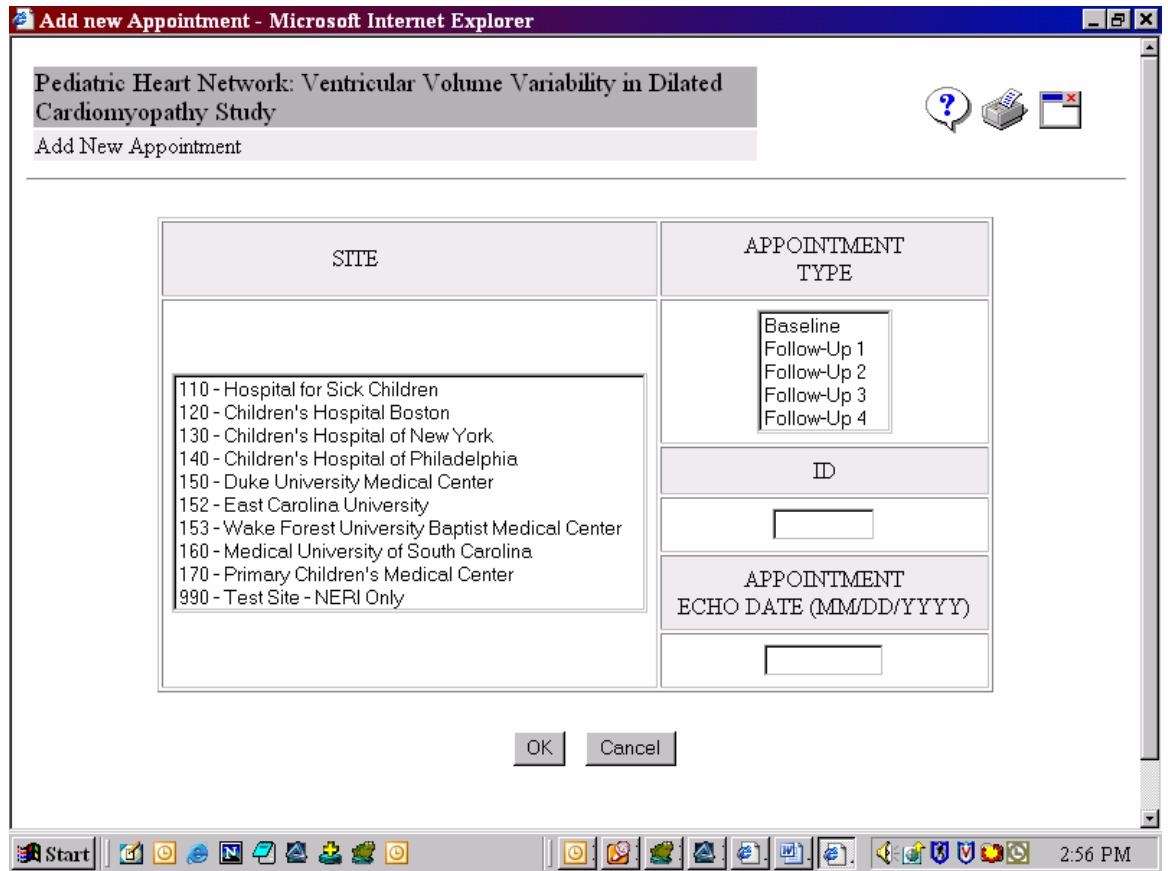 Add new Appointment - Microsoft Internet Explorer
Pediatric Heart Network: Ventricular Volume Variability in Dilated
Cardiomyopathy Study
Add New Appointment
SITE
110 - Hospital for Sick Children
120 - Children's Hospital Boston
130 - Children's Hospital of New York
140 - Children's Hospital of Philadelphia
150 - Duke University Medical Center
152 - East Carolina University
153 - Wake Forest University Baptist Medical Center
160 - Medical University of South Carolina
170 - Primary Children's Medical Center
990 - Test Site - NERI Only
APPOINTMENT
TYPE
Baseline
Follow-Up 1
Follow-Up 2
Follow-Up 3
Follow-Up 4
ID
APPOINTMENT
ECHO DATE (MM/DD/YYYY)
OK Cancel
Start 2:56 PM